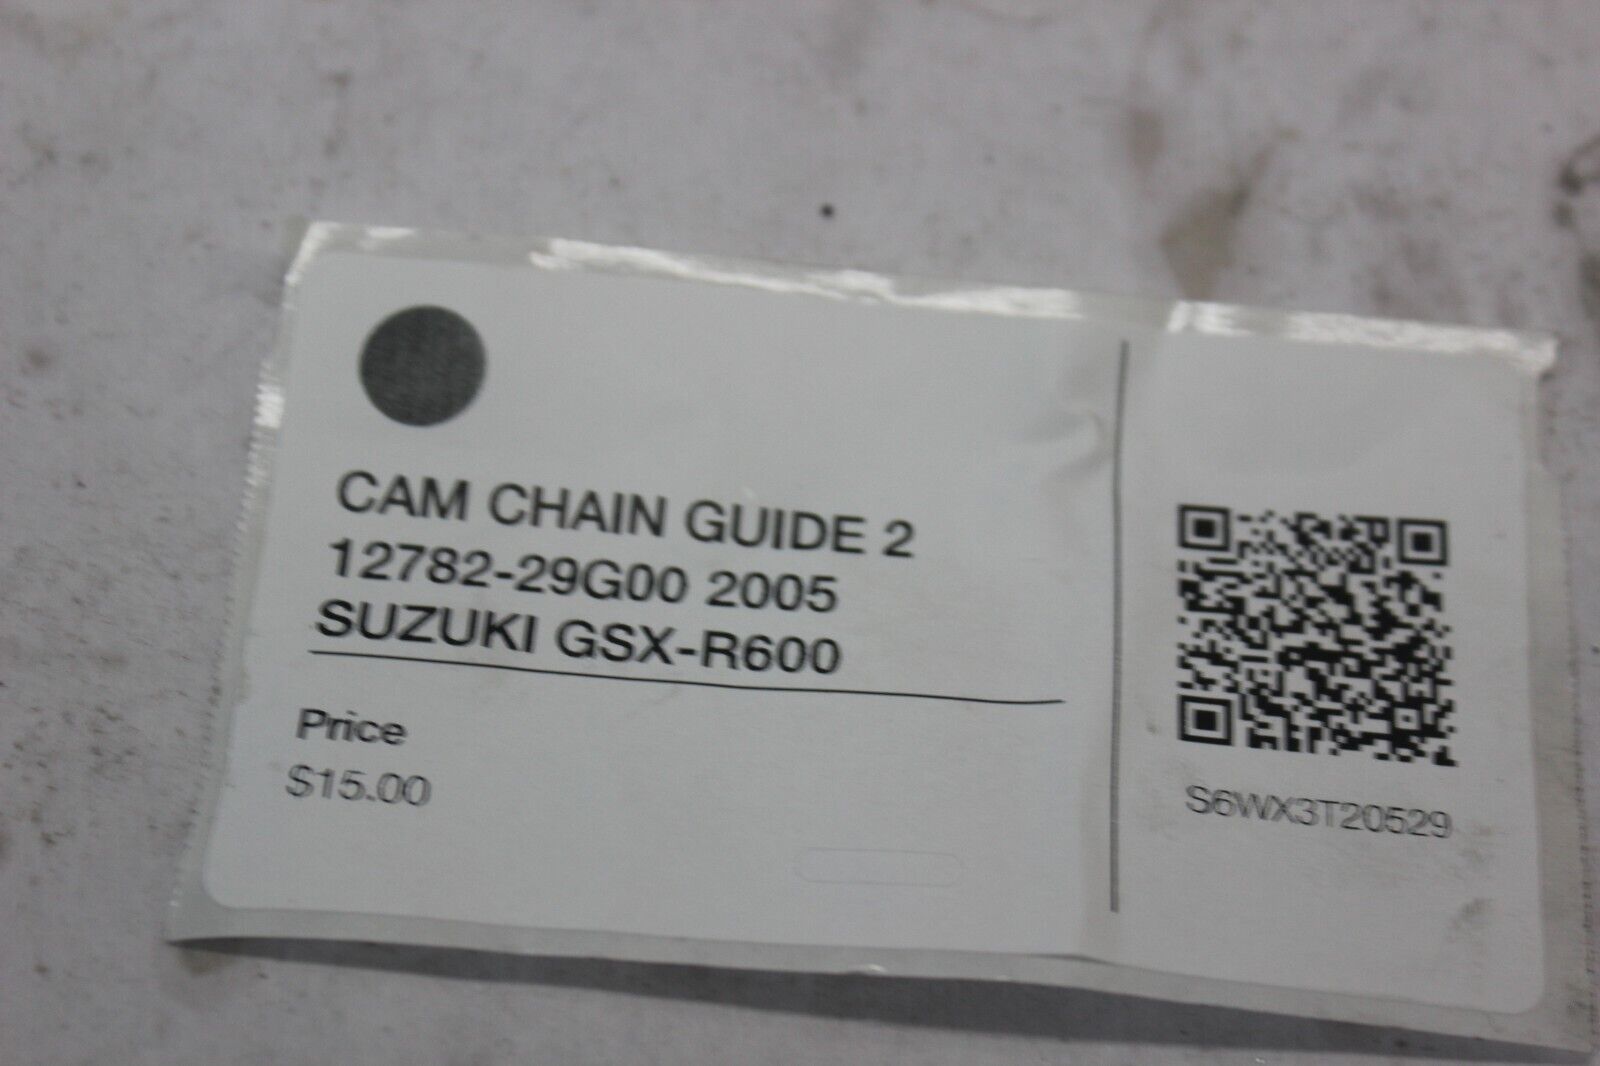 CAM CHAIN GUIDE 2
12782-29G00 2005
SUZUKI GSX-R600
Price
$15.00
S6WX3T20529